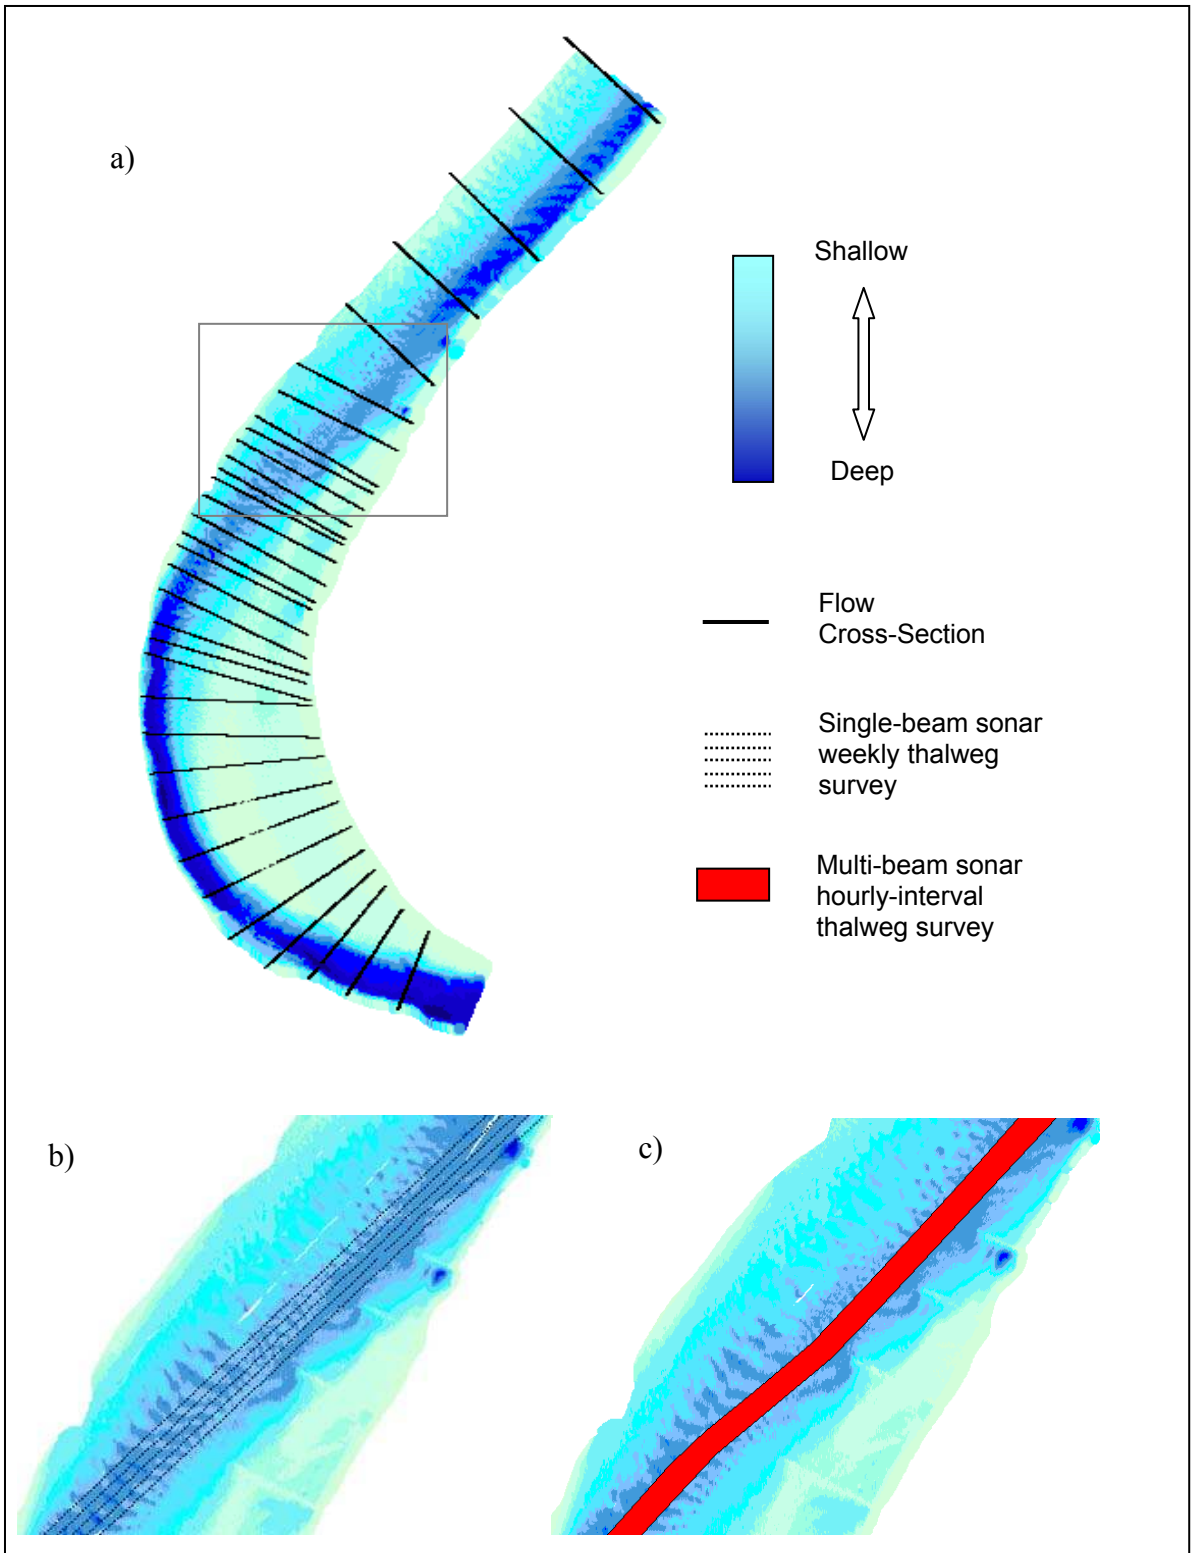 a)
Shallow
Deep
Flow
Cross-Section
Single-beam sonar
weekly thalweg
survey
Multi-beam sonar
hourly-interval
thalweg survey
b)
c)